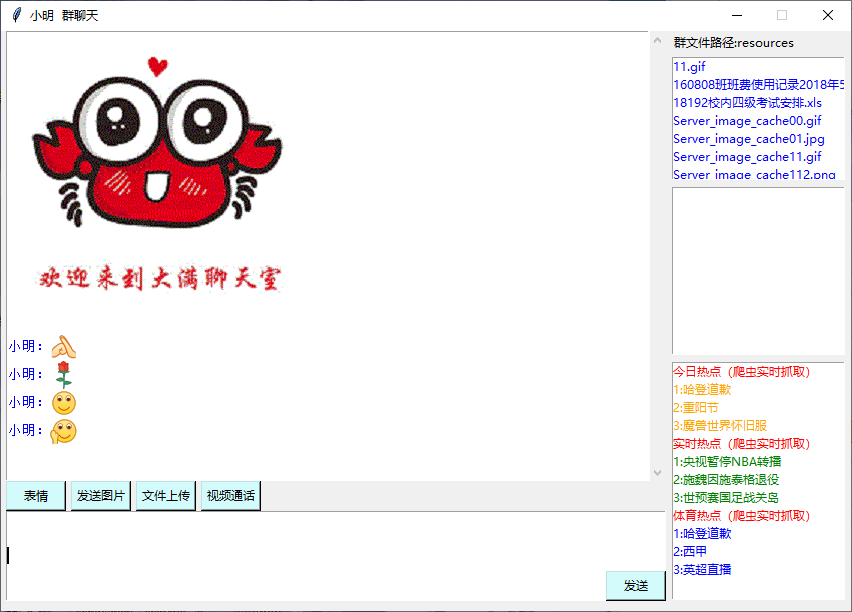 小明 群聊天
欢迎来到大满聊天室
小明：
小明：
小明：
小明：
表情
发送图片
文件上传
视频通话
发送
群文件路径:resources
11.gif
160808班班费使用记录2018年5
18192校内四级考试安排.xls
Server_image_cache00.gif
Server_image_cache01.jpg
Server_image_cache11.gif
Server_image_cache112.png
今日热点（爬虫实时抓取）
1:哈登道歉
2:重阳节
3:魔兽世界怀旧服
实时热点（爬虫实时抓取）
1:央视暂停NBA转播
2:施魏因施泰格退役
3:世预赛国足战关岛
体育热点（爬虫实时抓取）
1:哈登道歉
2:西甲
3:英超直播